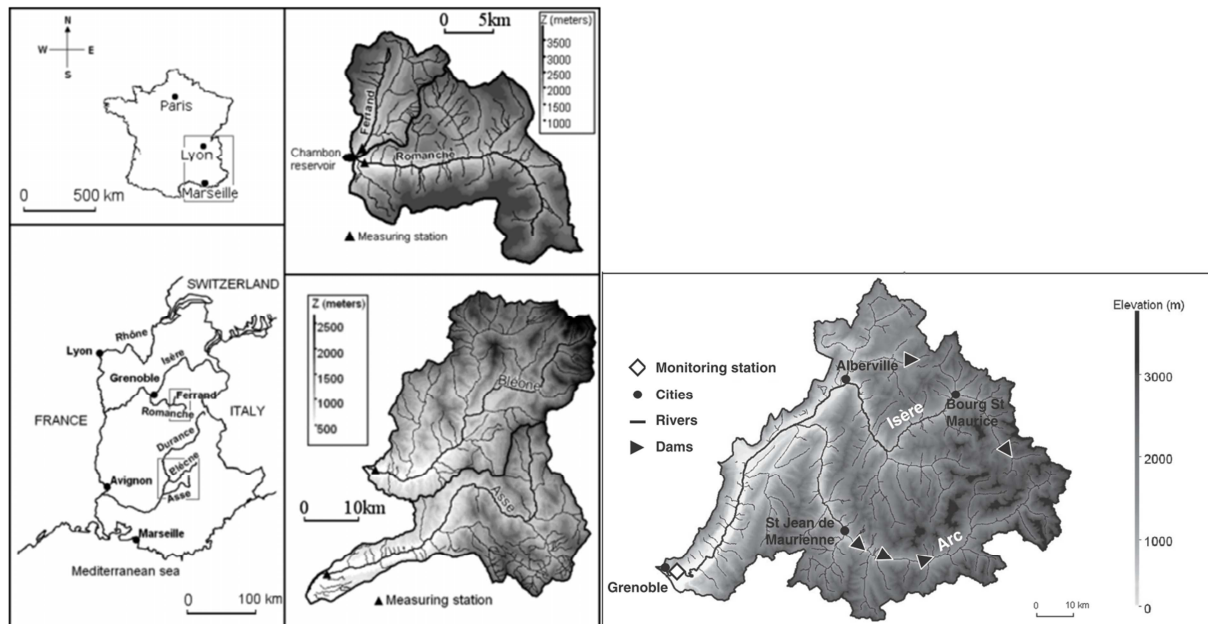 N
W E
S
Paris
Lyon
Marseille
0 500 km
0 5km
Z (meters)
3500
3000
2500
2000
1500
1000
Ferrand
Chambon
reservoir
Romanche
Measuring station
SWITZERLAND
Rhône
Lyon
Isère
Grenoble
Ferrand
Romanche
ITALY
FRANCE
Durance
Bléone
Avignon
Asse
Marseille
Mediterranean sea
0 100 km
Z (meters)
2500
2000
1500
1000
500
Bléone
Asse
0 10km
Measuring station
Elevation (m)
3000
2000
1000
0
Monitoring station
Cities
Rivers
Dams
Alberville
Isère
Bourg St
Maurice
St Jean de
Maurienne
Arc
Grenoble
0 10 km